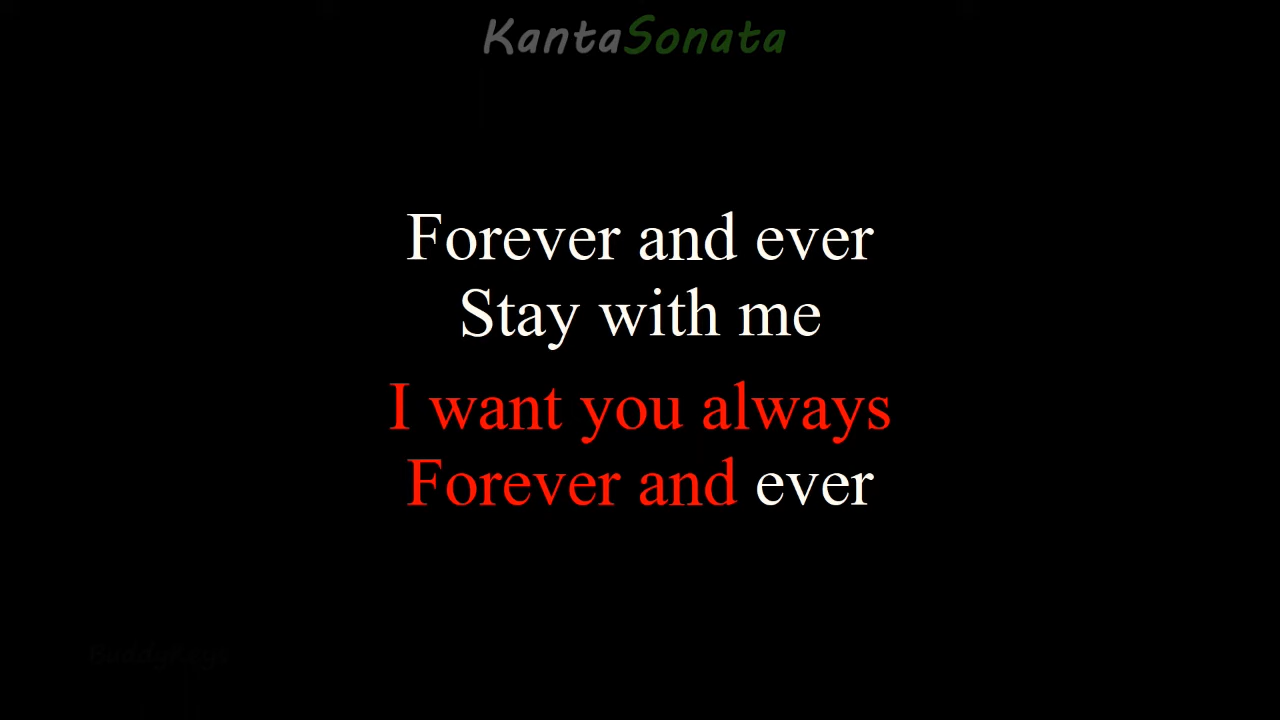 KantaSonata
Forever and ever
Stay with me
I want you always
Forever and ever